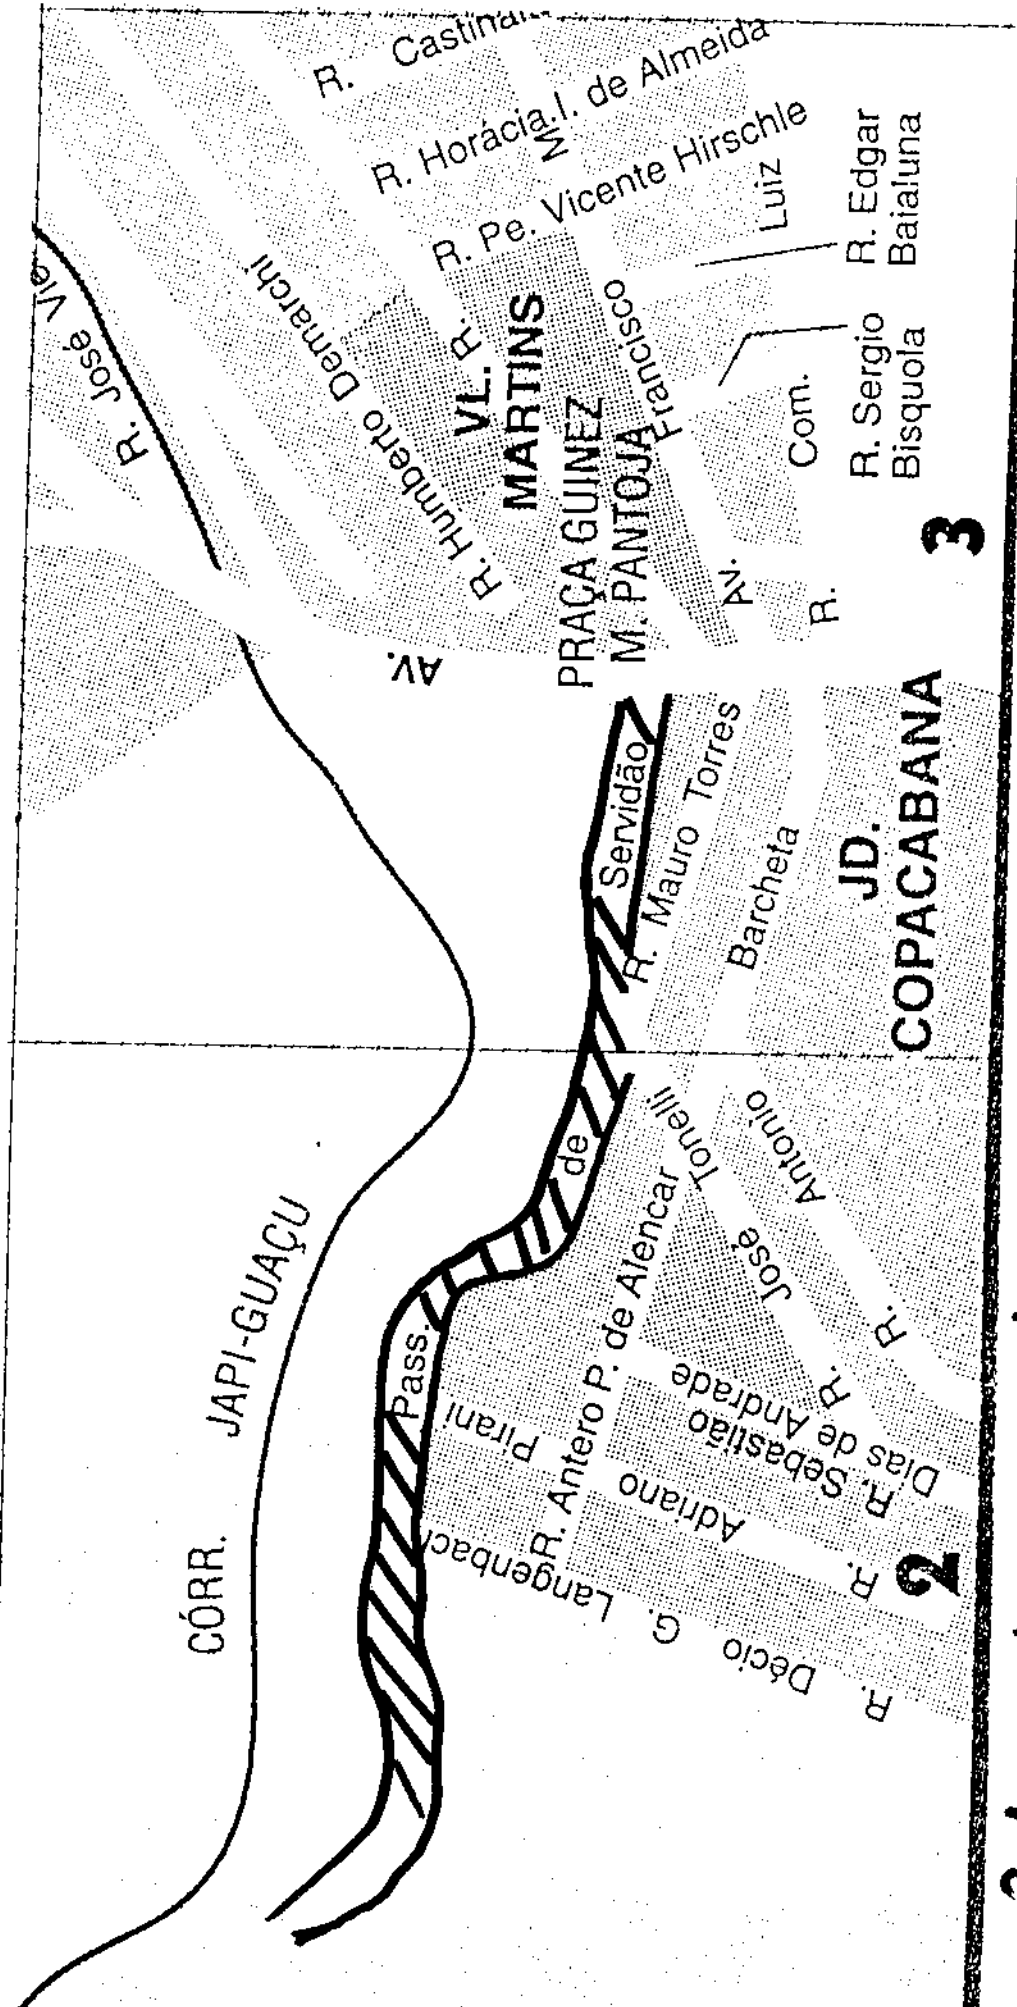 R. Castina
R. Horácia.I. de Almeida
M
R. Pe. Vicente Hirschle
Luiz
R. Edgar
Baialuna
R. José Vie
R. Humberto Demarchi
R.
VL.
MARTINS
Francisco
Av.
PRAÇA GUINEZ
M. PANTOJA
Com.
R.
R. Sergio
Bisquola
3
AV.
Servidão
R. Mauro Torres
Barcheta
JD.
COPACABANA
de
Tonelli
José
R.
Antonio
R.
CÓRR. JAPI-GUAÇU
Pass.
R. Antero P. de Alencar
Pirani
Adriano
R.
R. Sebastião
Dias de Andrade
Langenbach
G.
Décio
R.
2